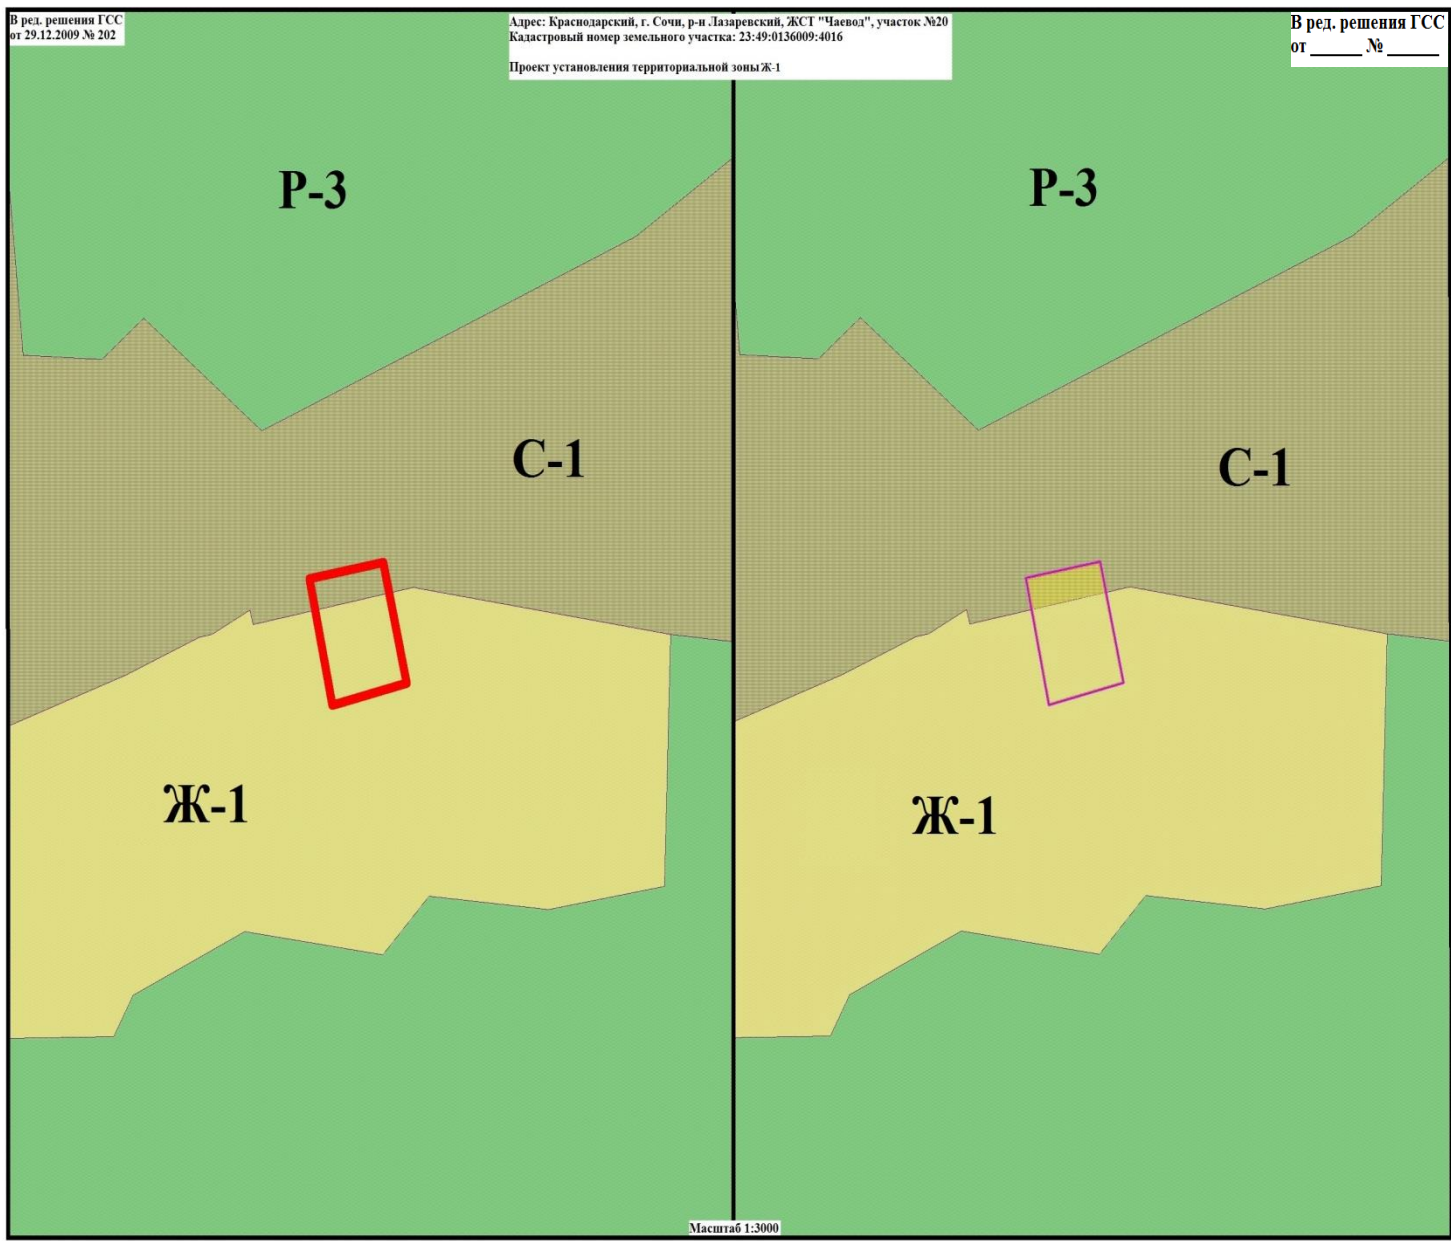 В ред. решения ГСС
от 29.12.2009 № 202
Адрес: Краснодарский, г. Сочи, р-н Лазаревский, ЖСТ "Чаевод", участок №20
Кадастровый номер земельного участка: 23:49:0136009:4016
Проект установления территориальной зоны Ж-1
В ред. решения ГСС
от ______ № ______
Р-3
С-1
Ж-1
Р-3
С-1
Ж-1
Масштаб 1:3000